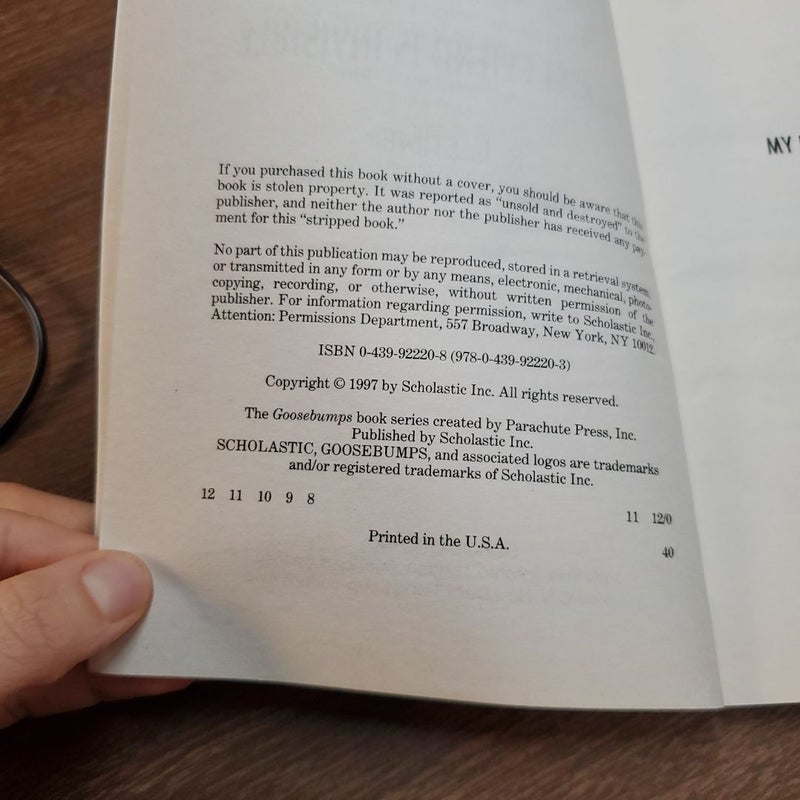 If you purchased this book without a cover, you should be aware that this
book is stolen property. It was reported as “unsold and destroyed” to the
publisher, and neither the author nor the publisher has received any pay-
ment for this “stripped book.”
No part of this publication may be reproduced, stored in a retrieval system,
or transmitted in any form or by any means, electronic, mechanical, photo-
copying, recording, or otherwise, without written permission of the
publisher. For information regarding permission, write to Scholastic Inc.,
Attention: Permissions Department, 557 Broadway, New York, NY 10012.
ISBN 0-439-92220-8 (978-0-439-92220-3)
Copyright © 1997 by Scholastic Inc. All rights reserved.
The Goosebumps book series created by Parachute Press, Inc.
Published by Scholastic Inc.
SCHOLASTIC, GOOSEBUMPS, and associated logos are trademarks
and/or registered trademarks of Scholastic Inc.
12 11 10 9 8
11 12/0
Printed in the U.S.A.
40
MY